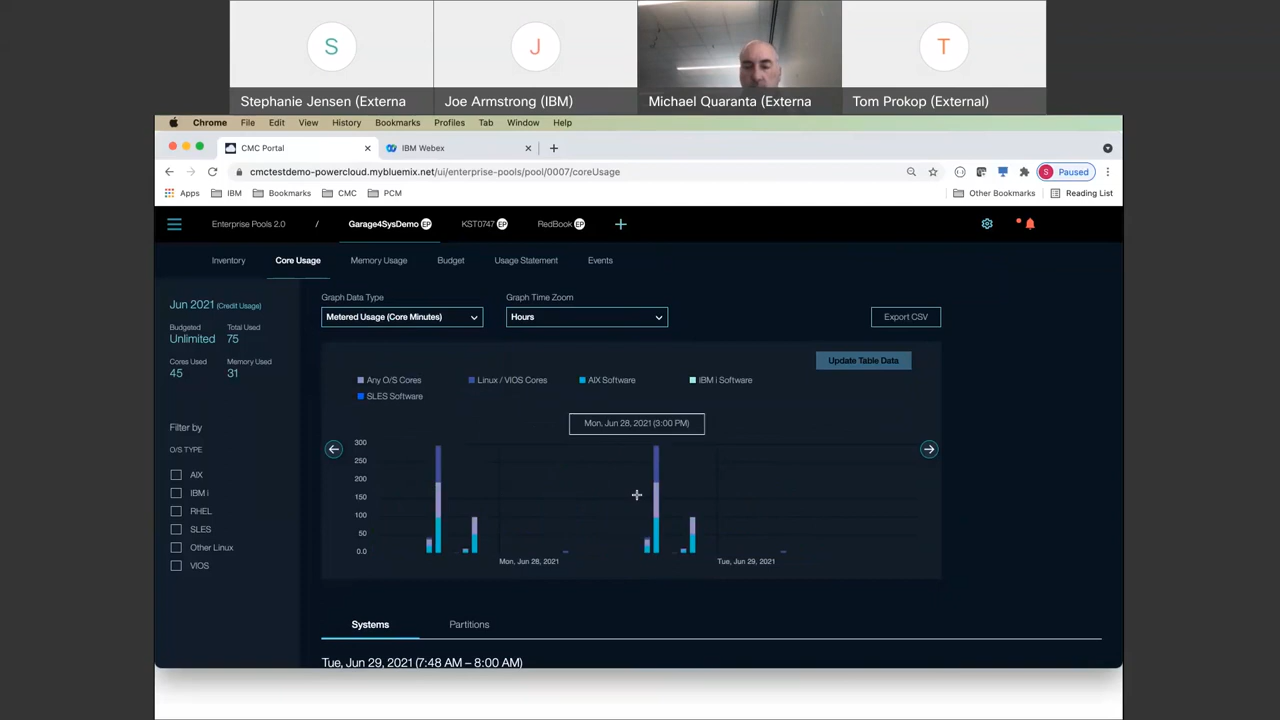 S
J
T
Stephanie Jensen (Externa
Joe Armstrong (IBM)
Michael Quaranta (Externa
Tom Prokop (External)
Chrome File Edit View History Bookmarks Profiles Tab Window Help
CMC Portal
IBM Webex
cmctestdemo-powercloud.mybluemix.net/ui/enterprise-pools/pool/0007/coreUsage
S Paused
Apps IBM Bookmarks CMC PCM
Other Bookmarks Reading List
Enterprise Pools 2.0 / Garage4SysDemo EP KST0747 EP RedBook EP
Inventory Core Usage Memory Usage Budget Usage Statement Events
Jun 2021 (Credit Usage)
Budgeted Total Used
Unlimited 75
Cores Used Memory Used
45 31
Filter by
O/S TYPE
AIX
IBM i
RHEL
SLES
Other Linux
VIOS
Graph Data Type
Metered Usage (Core Minutes)
Graph Time Zoom
Hours
Export CSV
Update Table Data
Any O/S Cores Linux / VIOS Cores AIX Software IBM i Software
SLES Software
Mon, Jun 28, 2021 (3:00 PM)
300
250
200
150
100
50
0.0
Mon, Jun 28, 2021 Tue, Jun 29, 2021
Systems Partitions
Tue, Jun 29, 2021 (7:48 AM – 8:00 AM)